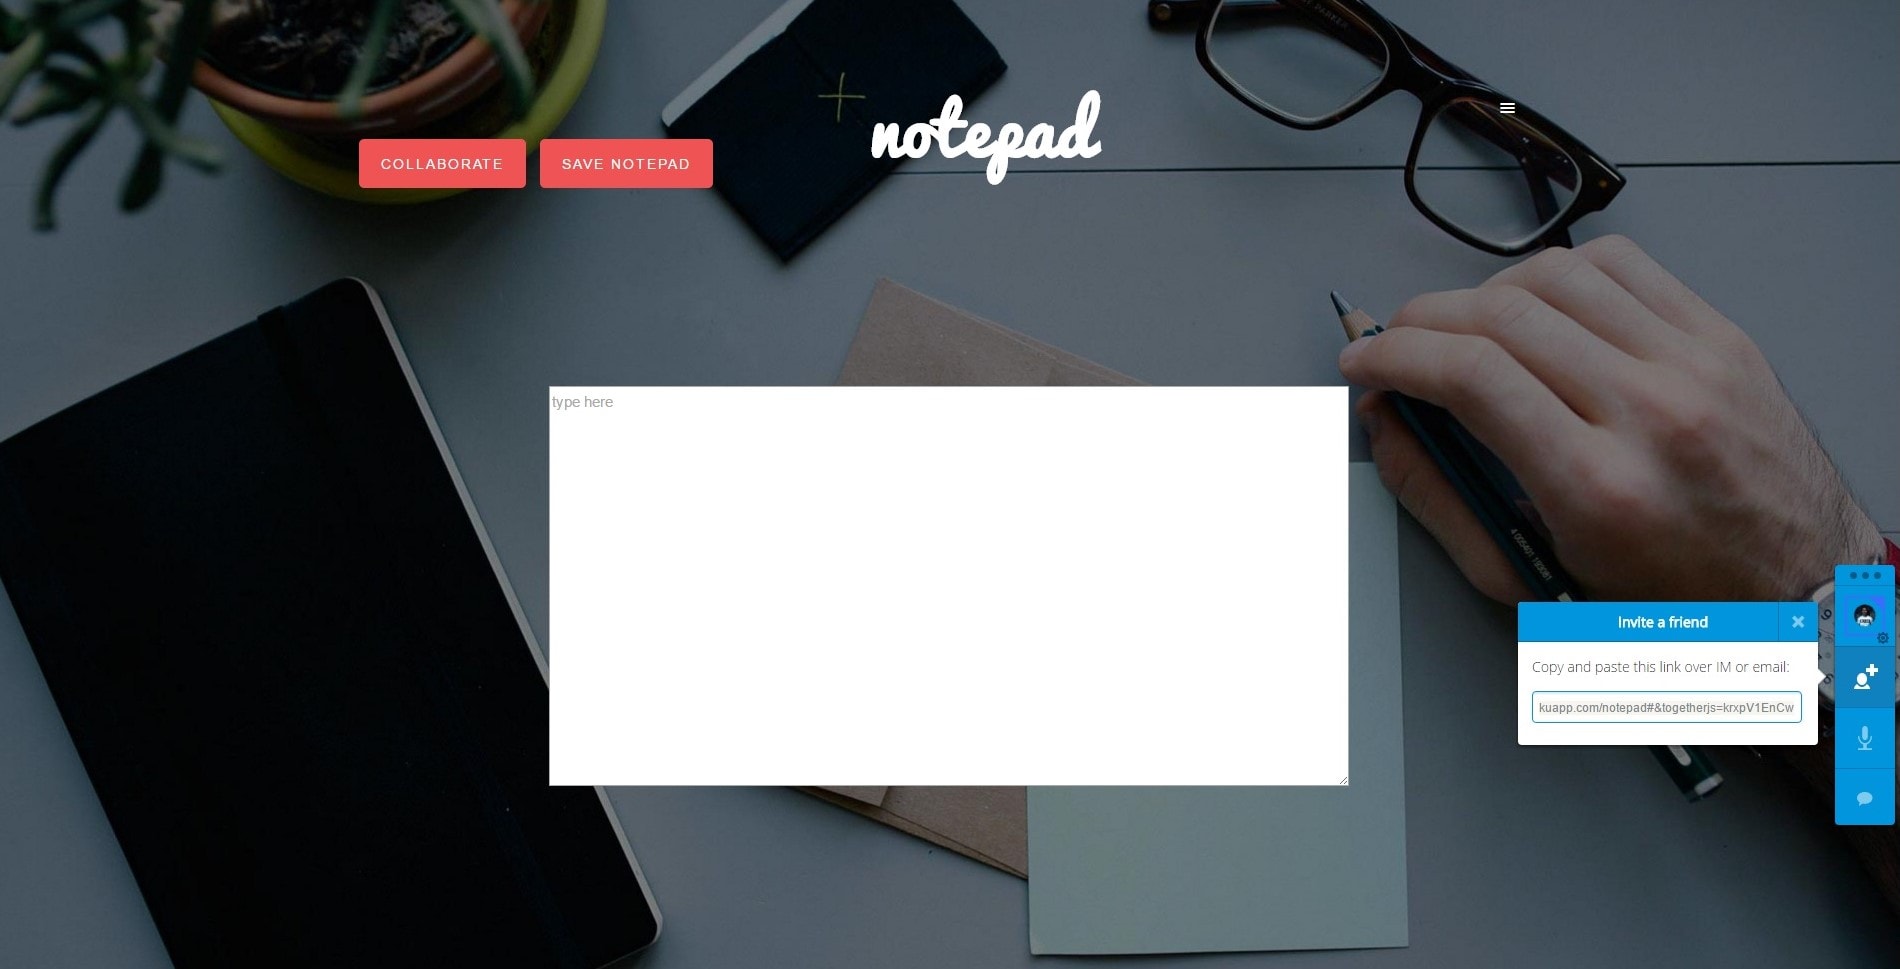 notepad
COLLABORATE
SAVE NOTEPAD
type here
Invite a friend
Copy and paste this link over IM or email:
kuapp.com/notepad#&togetherjs=krxpV1EnCw